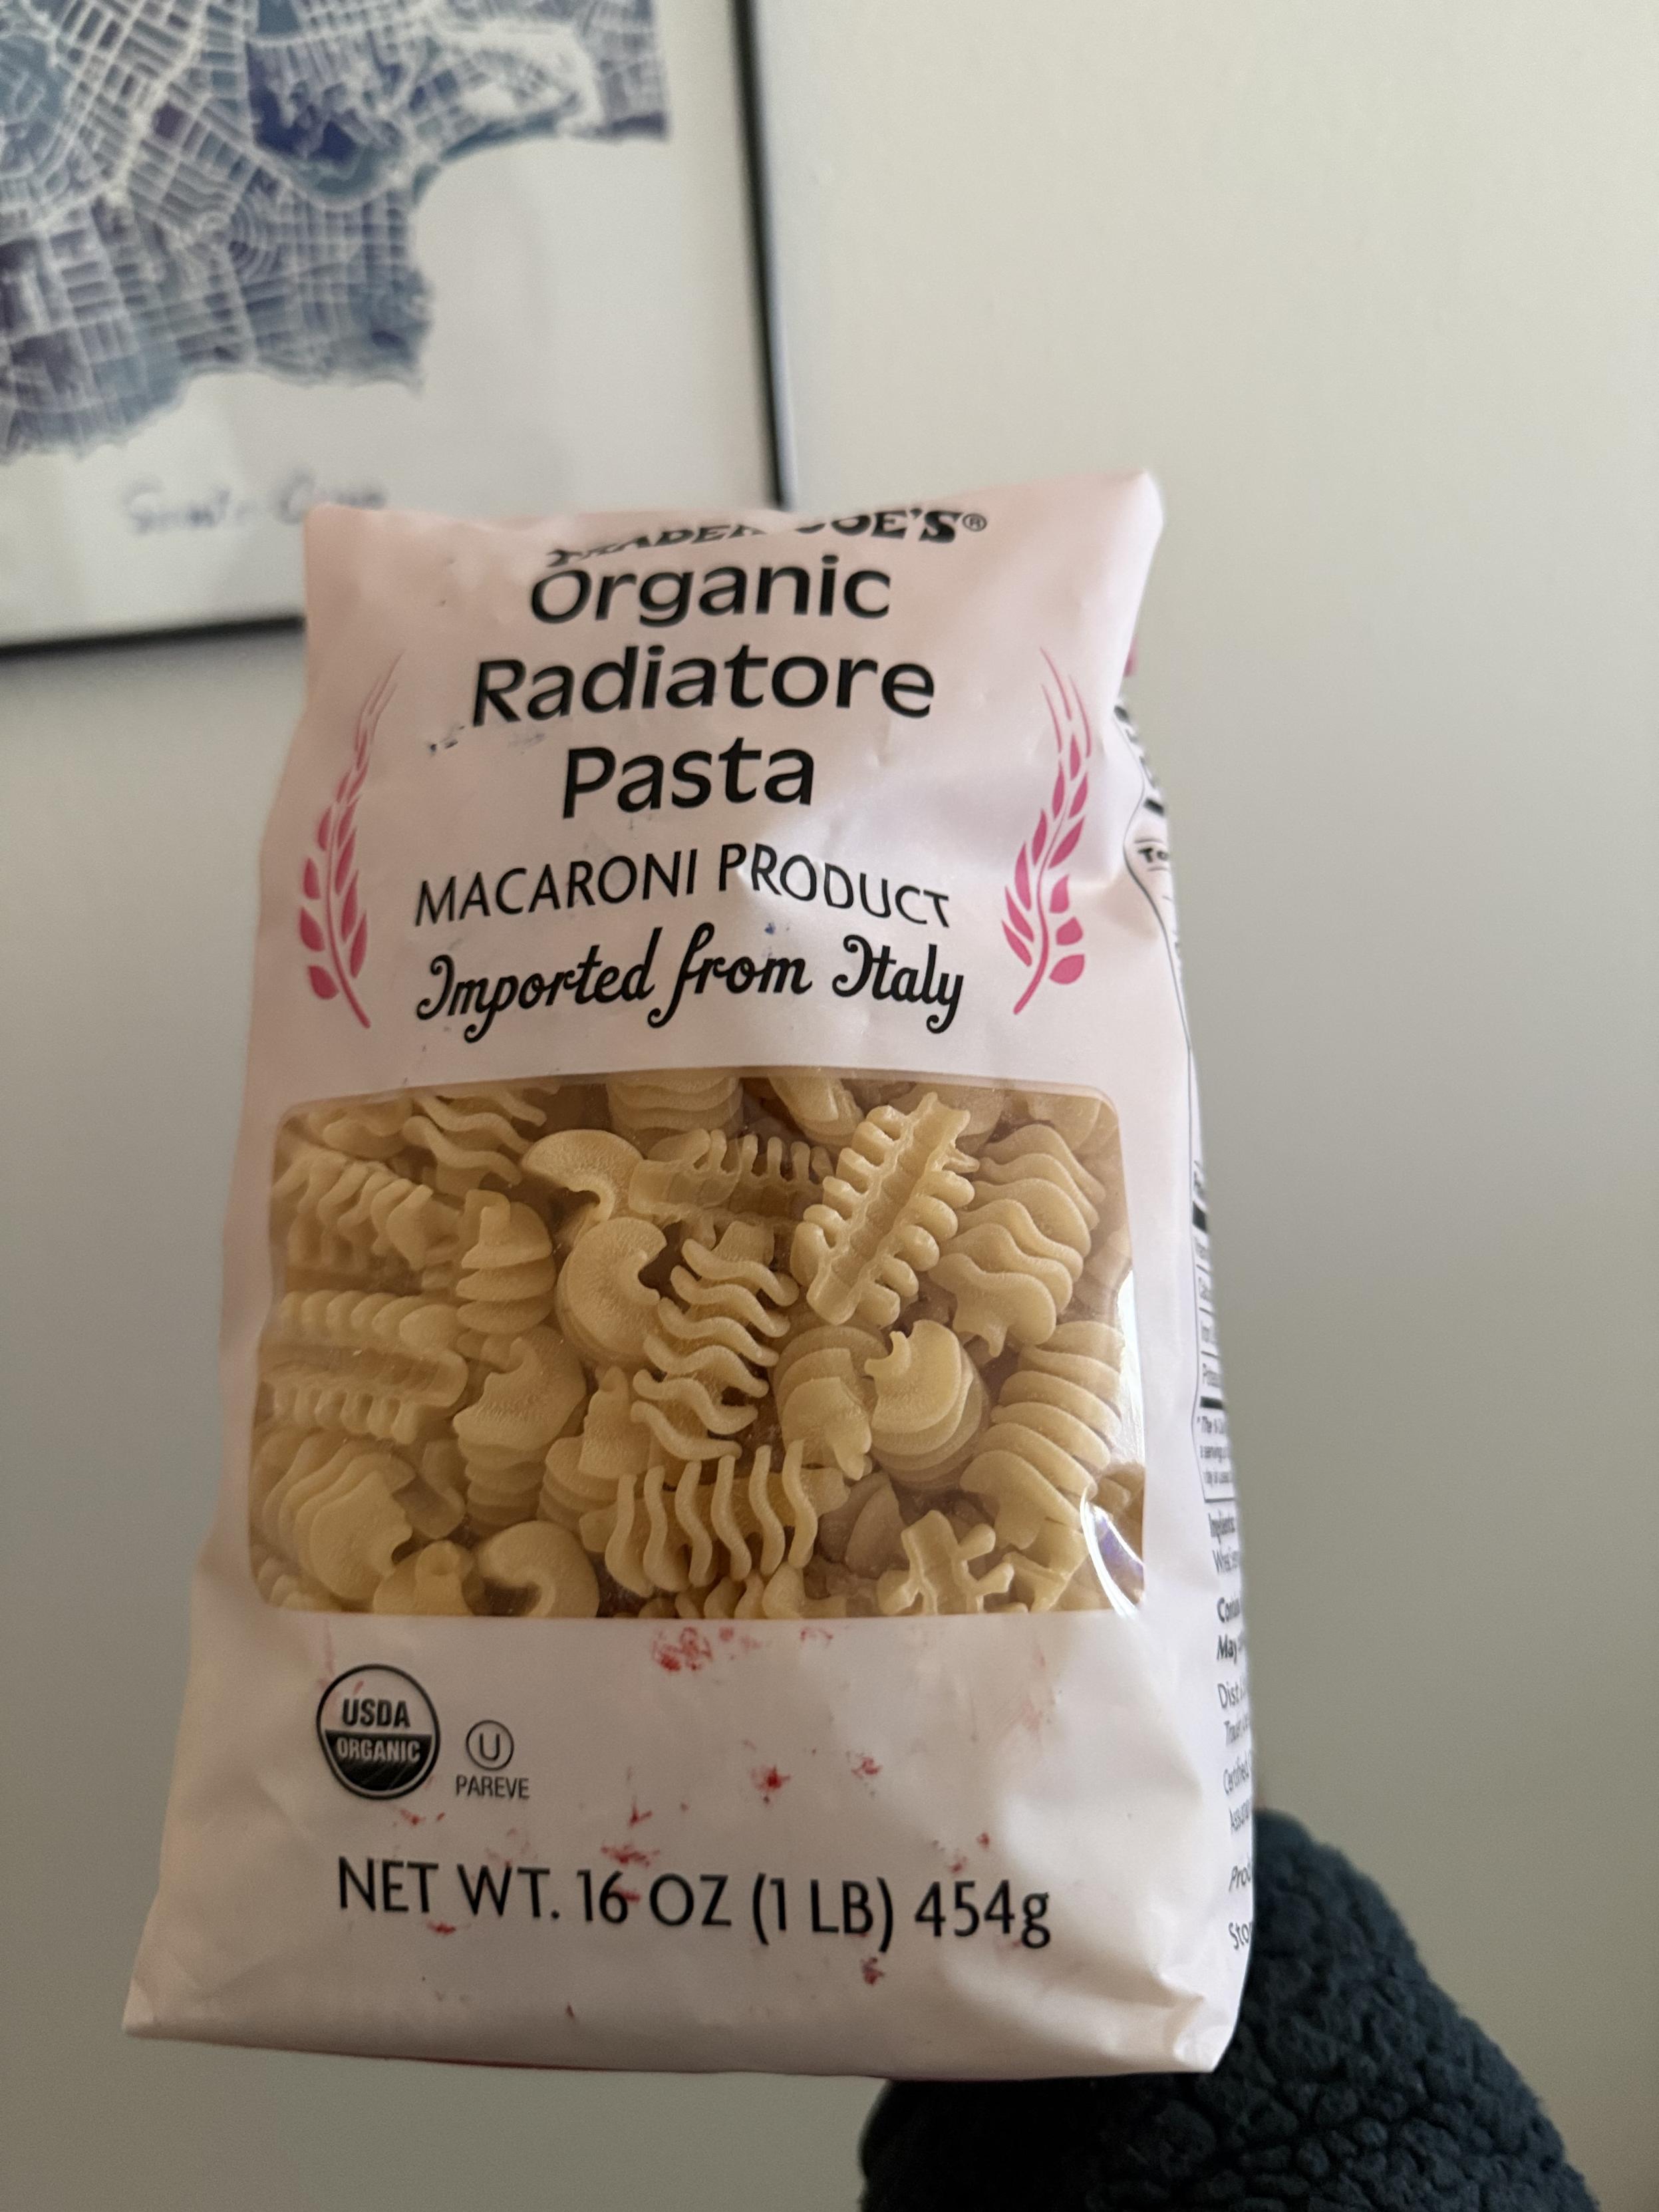 TRADER JOE'S®
Organic
Radiatore
Pasta
MACARONI PRODUCT
Imported from Italy
USDA
ORGANIC
U
PAREVE
NET WT. 16 OZ (1 LB) 454g
May